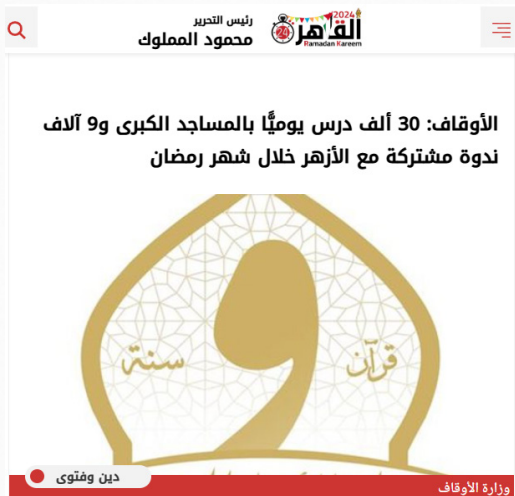 رئيس التحرير
محمود المملوك
القاهرة 24
2024
Ramadan Kareem
الأوقاف: 30 ألف درس يوميًّا بالمساجد الكبرى و9 آلاف
ندوة مشتركة مع الأزهر خلال شهر رمضان
قرآن
و
سنة
دين وفتوى
وزارة الأوقاف